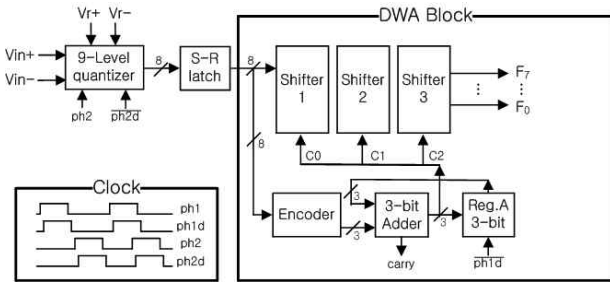 Vr+ Vr−
Vin+
Vin−
9-Level
quantizer
ph2
ph2d
8
S-R
latch
8
8
DWA Block
Shifter
1
Shifter
2
Shifter
3
F7
F0
C0
C1
C2
Encoder
3
3
3-bit
Adder
3
Reg.A
3-bit
carry
ph1d
Clock
ph1
ph1d
ph2
ph2d